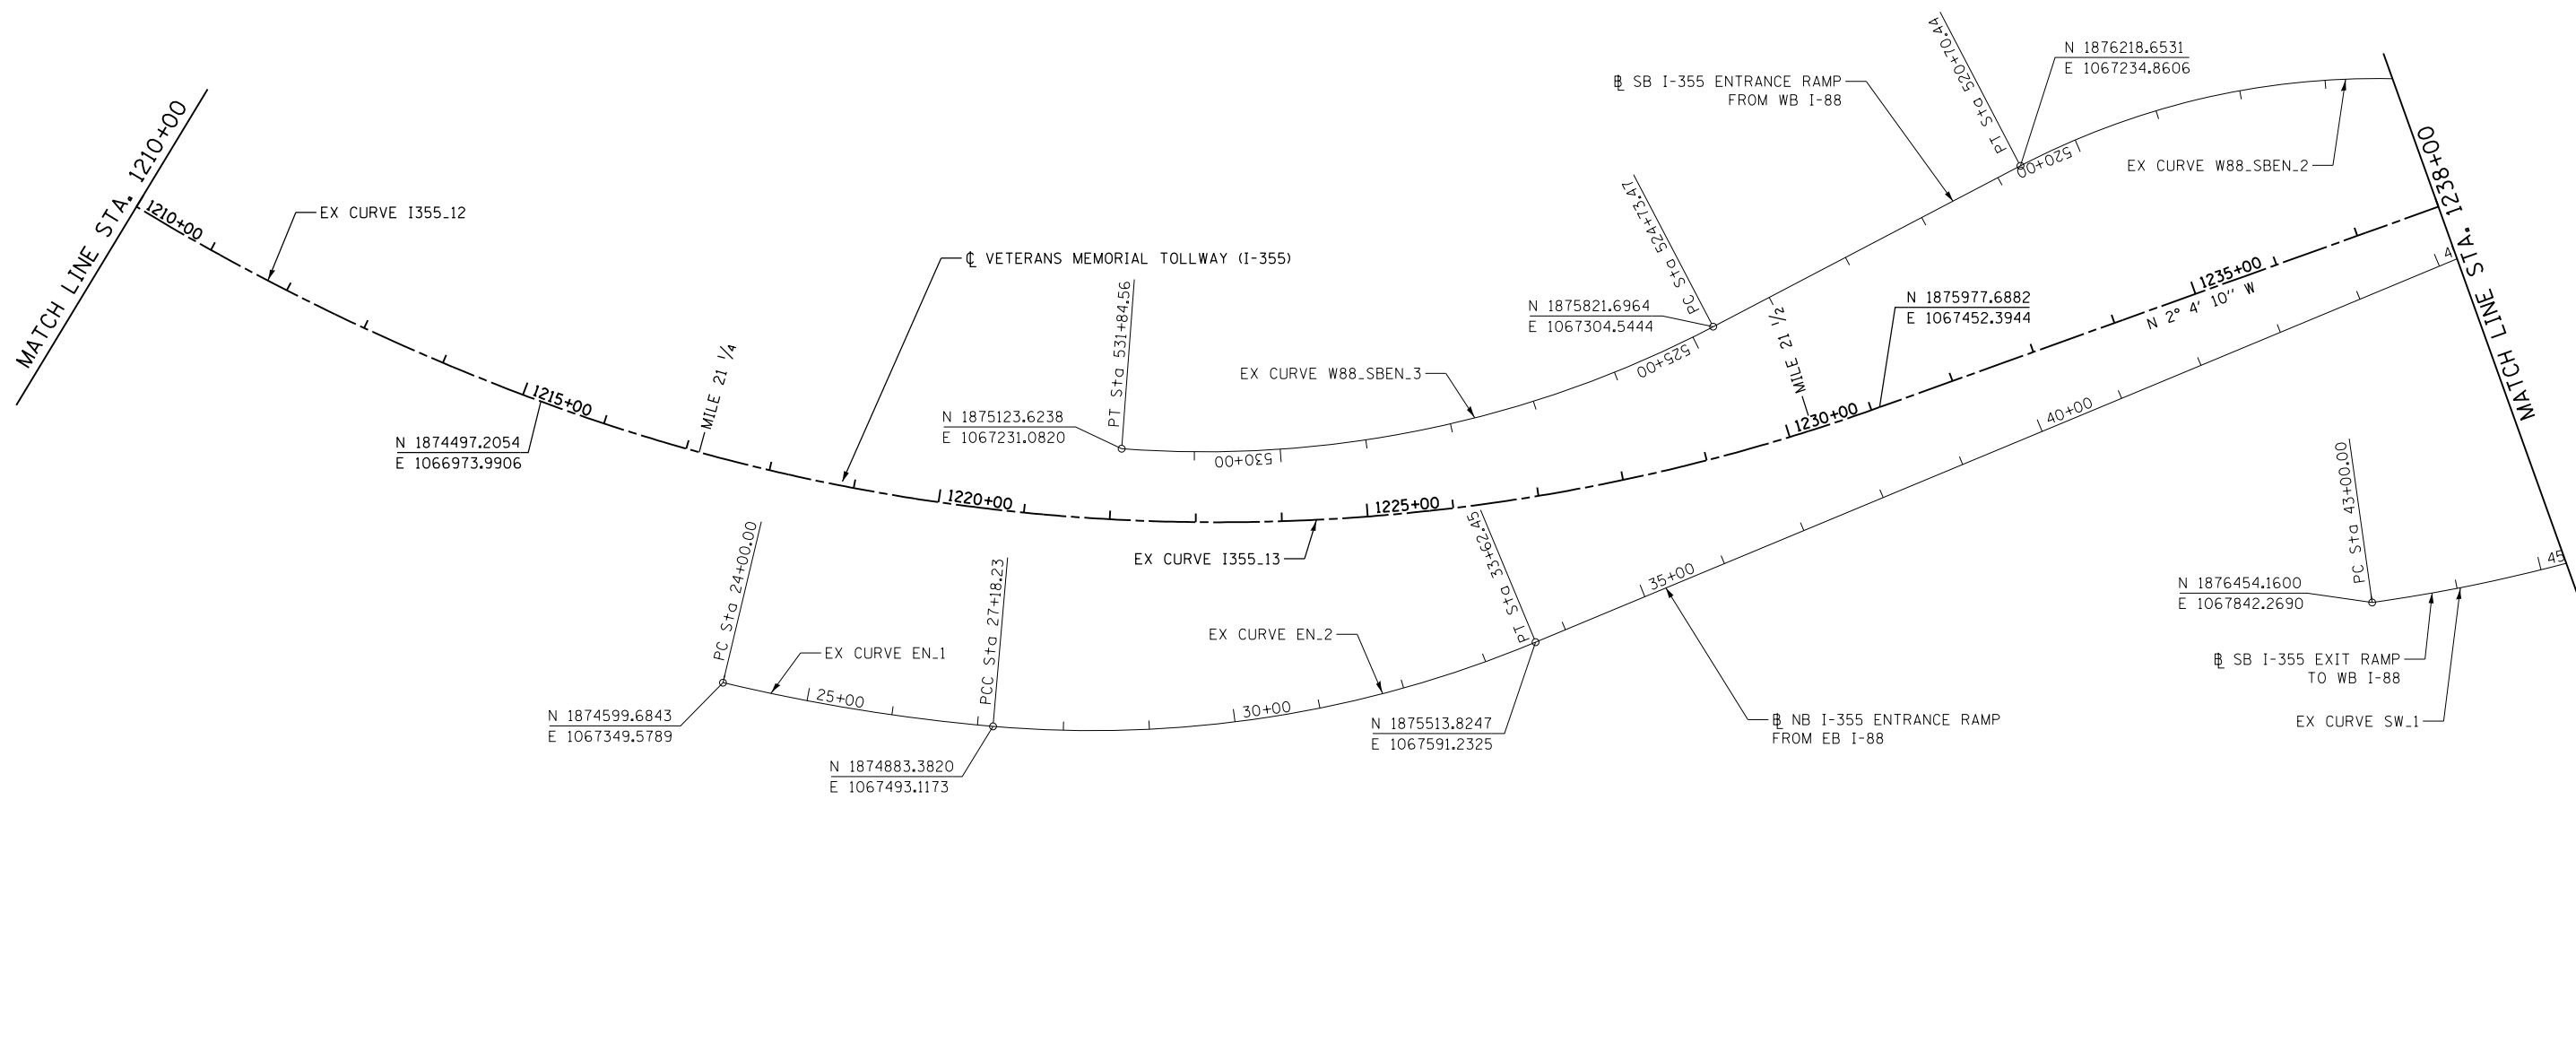 MATCH LINE STA. 1210+00
1210+00
EX CURVE I355_12
N 1874497.2054
E 1066973.9906
1215+00
MILE 21 1/4
℄ VETERANS MEMORIAL TOLLWAY (I-355)
1220+00
N 1875123.6238
E 1067231.0820
PT Sta 531+84.56
530+00
EX CURVE W88_SBEN_3
525+00
N 1875821.6964
E 1067304.5444
PC Sta 524+73.47
℄ SB I-355 ENTRANCE RAMP
FROM WB I-88
PT Sta 520+70.44
520+00
N 1876218.6531
E 1067234.8606
EX CURVE W88_SBEN_2
EX CURVE I355_13
1225+00
MILE 21 1/2
1230+00
N 1875977.6882
E 1067452.3944
1235+00
N 2° 4' 10" W
MATCH LINE STA. 1238+00
PC Sta 24+00.00
N 1874599.6843
E 1067349.5789
EX CURVE EN_1
25+00
PCC Sta 27+18.23
N 1874883.3820
E 1067493.1173
EX CURVE EN_2
30+00
PT Sta 33+62.45
N 1875513.8247
E 1067591.2325
35+00
℄ NB I-355 ENTRANCE RAMP
FROM EB I-88
40+00
4
PC Sta 43+00.00
N 1876454.1600
E 1067842.2690
45
℄ SB I-355 EXIT RAMP
TO WB I-88
EX CURVE SW_1